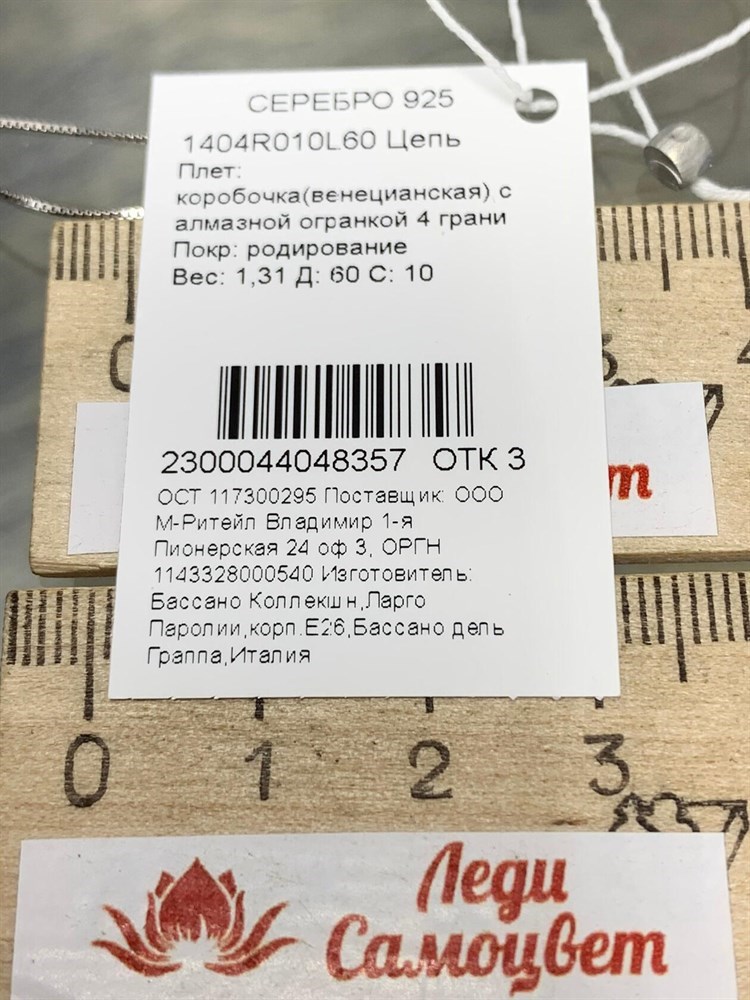 СЕРЕБРО 925
1404R010L60 Цепь
Плет:
коробочка(венецианская) с
алмазной огранкой 4 грани
Покр: родирование
Вес: 1,31 Д: 60 С: 10
2300044048357 ОТК 3
ОСТ 117300295 Поставщик: ООО
М-Ритейл Владимир 1-я
Пионерская 24 оф 3, ОРГН
1143328000540 Изготовитель:
Бассано Коллекшн,Ларго
Паролии,корп.Е26,Бассано дель
Граппа,Италия
0 1 2 3
Леди
Самоцвет